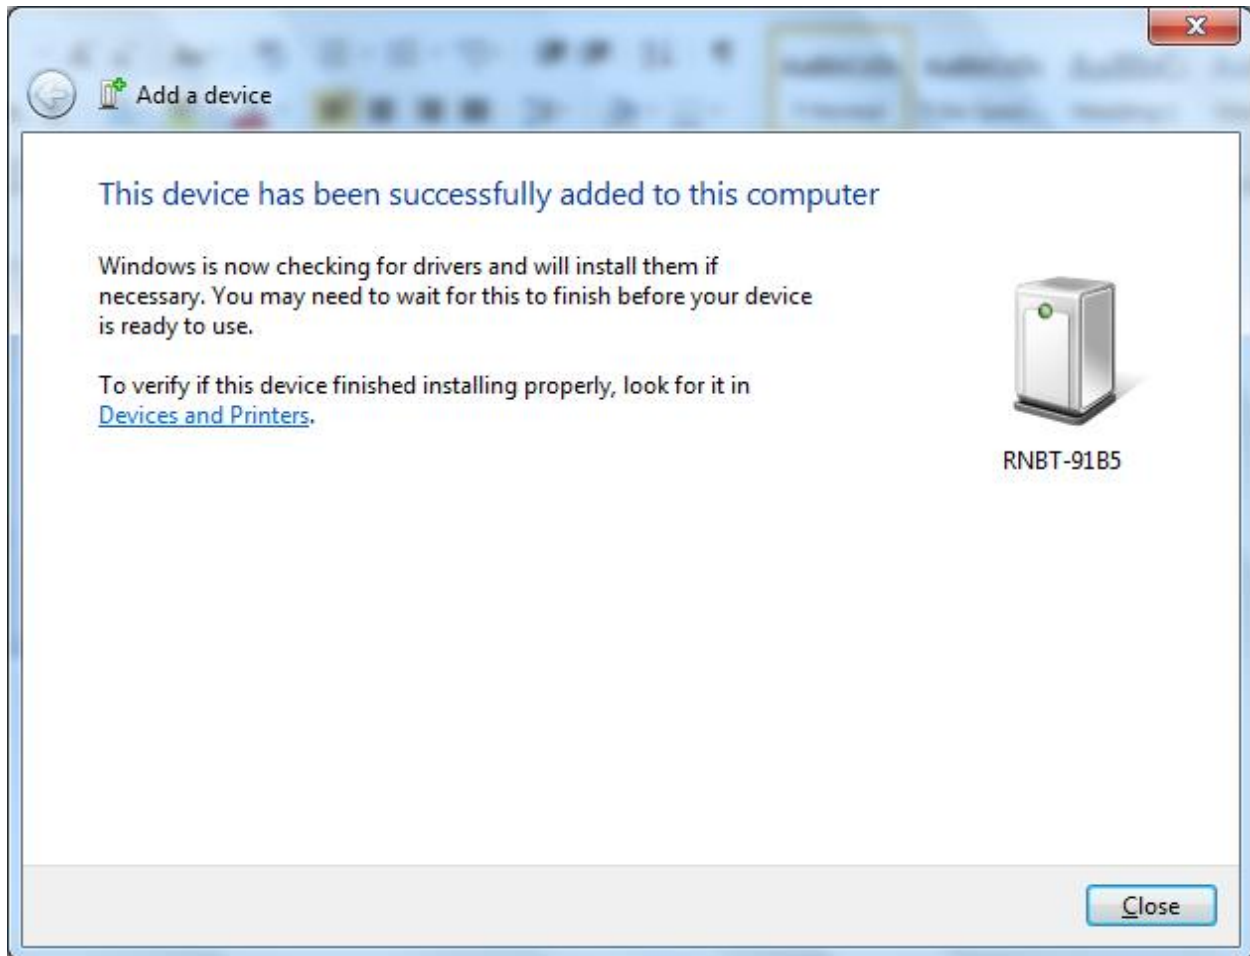 Add a device
This device has been successfully added to this computer
Windows is now checking for drivers and will install them if
necessary. You may need to wait for this to finish before your device
is ready to use.
To verify if this device finished installing properly, look for it in
Devices and Printers.
RNBT-91B5
Close